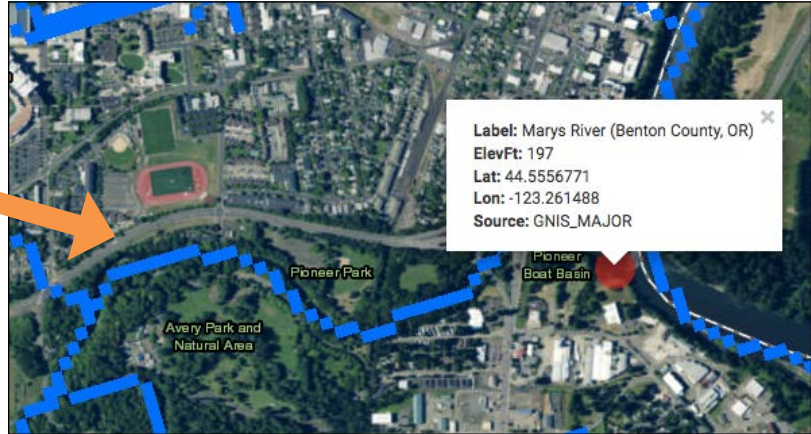 Label: Marys River (Benton County, OR)
×
ElevFt: 197
Lat: 44.5556771
Lon: -123.261488
Source: GNIS_MAJOR
Pioneer
Boat Basin
Pioneer Park
Avery Park and
Natural Area